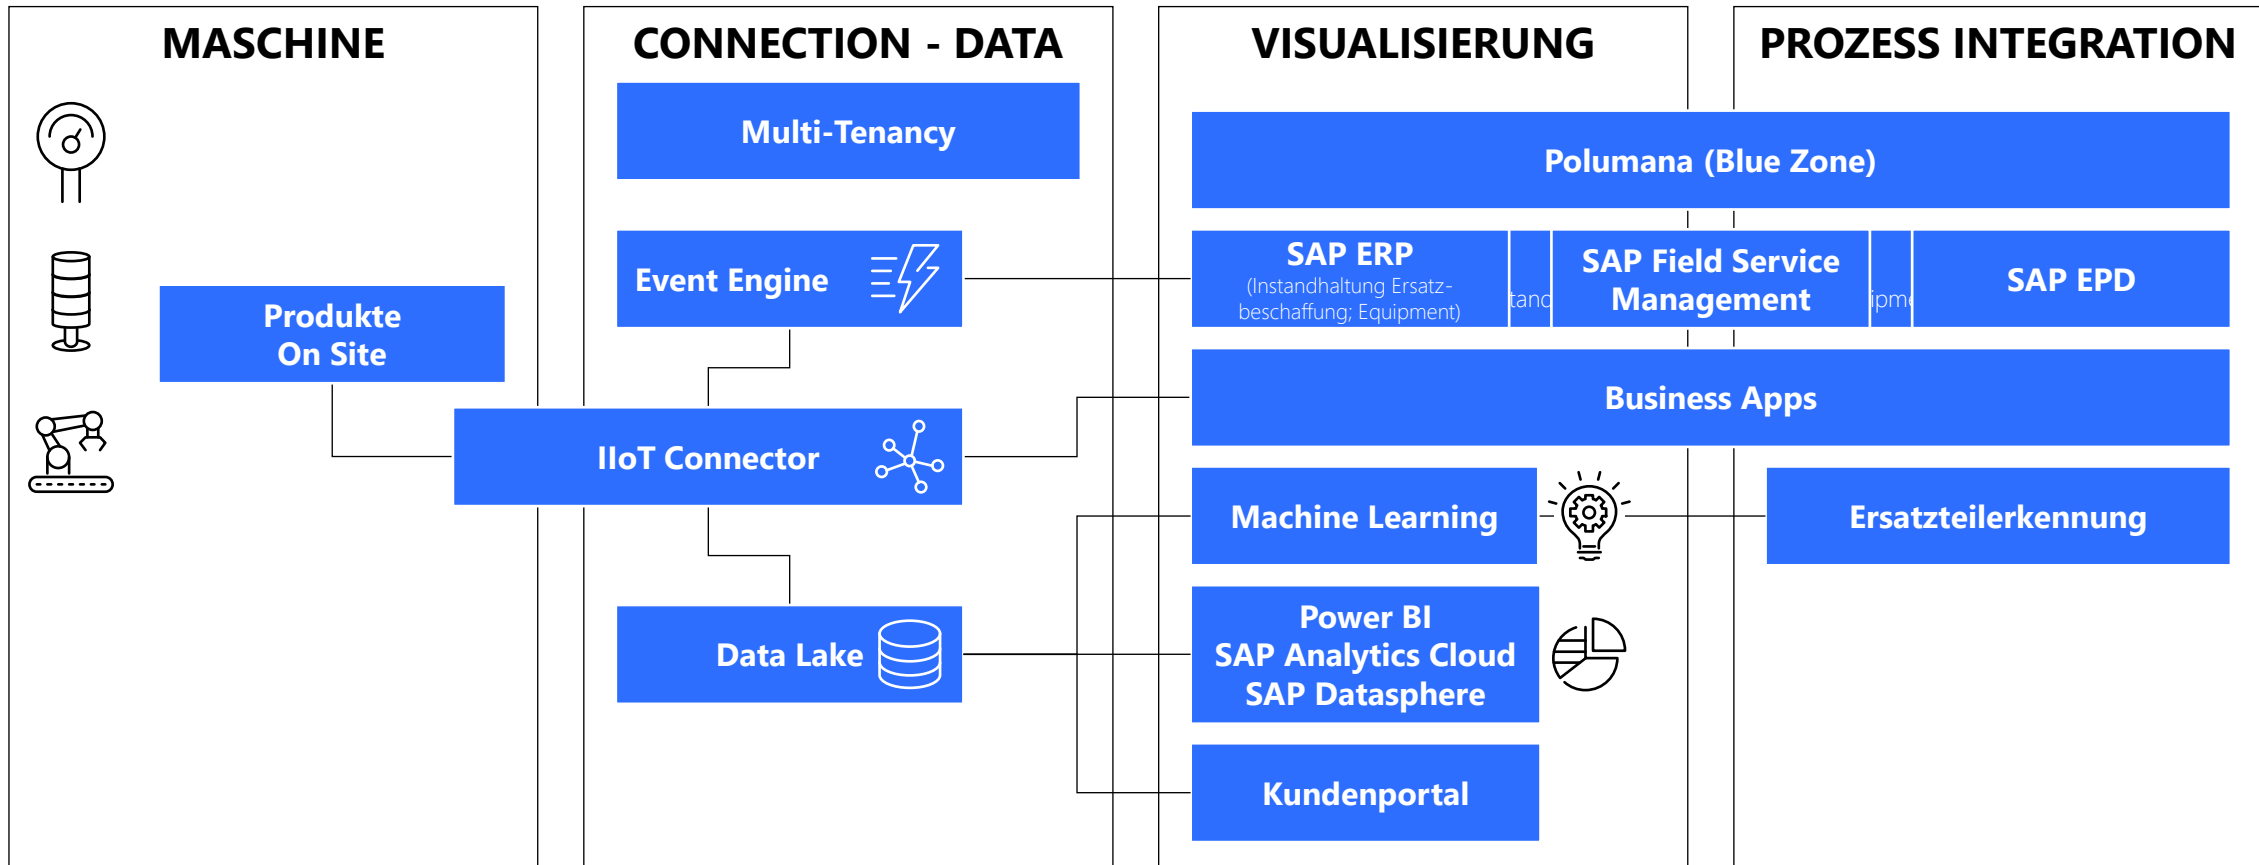 MASCHINE
Produkte
On Site
CONNECTION - DATA
Multi-Tenancy
Event Engine
IIoT Connector
Data Lake
VISUALISIERUNG
PROZESS INTEGRATION
Polumana (Blue Zone)
SAP ERP
(Instandhaltung Ersatz-
beschaffung; Equipment)
SAP Field Service
Management
SAP EPD
Business Apps
Machine Learning
Ersatzteilerkennung
Power BI
SAP Analytics Cloud
SAP Datasphere
Kundenportal